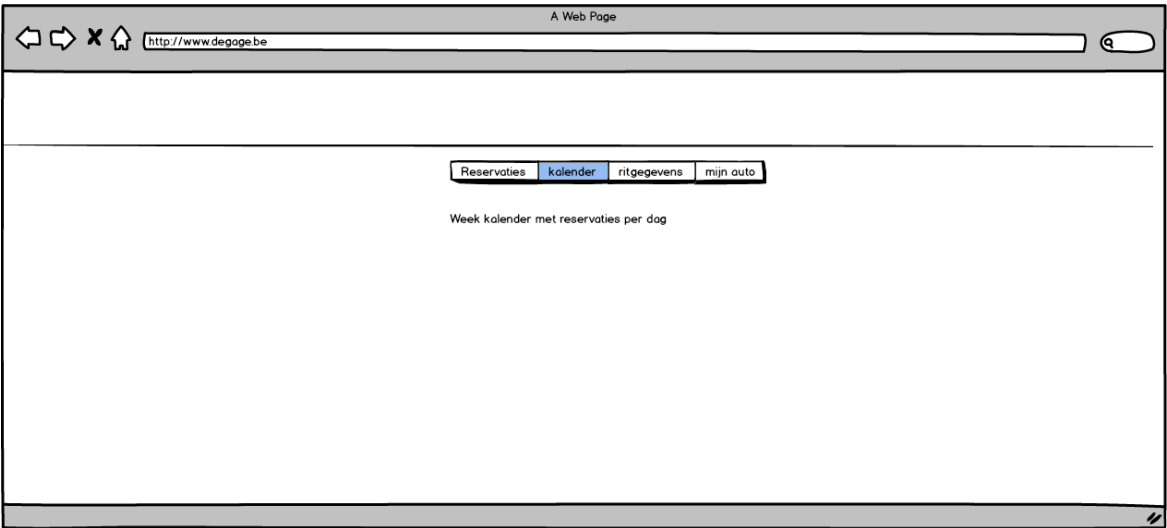 A Web Page
http://www.degage.be
Reservaties kalender ritgegevens mijn auto
Week kalender met reservaties per dag